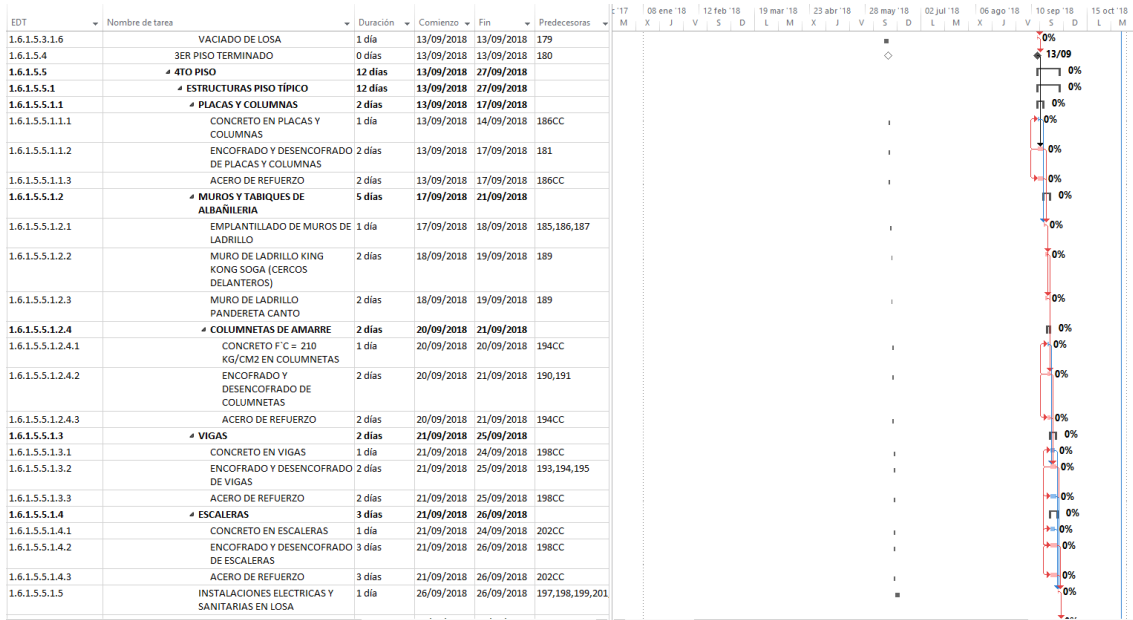 EDT Nombre de tarea Duración Comienzo Fin Predecesoras
'17 08 ene '18 12 feb '18 19 mar '18 23 abr '18 28 may '18 02 jul '18 06 ago '18 10 sep '18 15 oct '18
M X J V S D L M X J V S D L M X J V S D L M
1.6.1.5.3.1.6 VACIADO DE LOSA 1 día 13/09/2018 13/09/2018 179 0%
1.6.1.5.4 3ER PISO TERMINADO 0 días 13/09/2018 13/09/2018 180 13/09
1.6.1.5.5 4TO PISO 12 días 13/09/2018 27/09/2018 0%
1.6.1.5.5.1 ESTRUCTURAS PISO TÍPICO 12 días 13/09/2018 27/09/2018 0%
1.6.1.5.5.1.1 PLACAS Y COLUMNAS 2 días 13/09/2018 17/09/2018 0%
1.6.1.5.5.1.1.1 CONCRETO EN PLACAS Y 1 día 13/09/2018 14/09/2018 186CC 0%
COLUMNAS
1.6.1.5.5.1.1.2 ENCOFRADO Y DESENCOFRADO 2 días 13/09/2018 17/09/2018 181 0%
DE PLACAS Y COLUMNAS
1.6.1.5.5.1.1.3 ACERO DE REFUERZO 2 días 13/09/2018 17/09/2018 186CC 0%
1.6.1.5.5.1.2 MUROS Y TABIQUES DE 5 días 17/09/2018 21/09/2018 0%
ALBAÑILERIA
1.6.1.5.5.1.2.1 EMPLANTILLADO DE MUROS DE 1 día 17/09/2018 18/09/2018 185,186,187 0%
LADRILLO
1.6.1.5.5.1.2.2 MURO DE LADRILLO KING 2 días 18/09/2018 19/09/2018 189 0%
KONG SOGA (CERCOS
DELANTEROS)
1.6.1.5.5.1.2.3 MURO DE LADRILLO 2 días 18/09/2018 19/09/2018 189 0%
PANDERETA CANTO
1.6.1.5.5.1.2.4 COLUMNETAS DE AMARRE 2 días 20/09/2018 21/09/2018 0%
1.6.1.5.5.1.2.4.1 CONCRETO F´C = 210 1 día 20/09/2018 20/09/2018 194CC 0%
KG/CM2 EN COLUMNETAS
1.6.1.5.5.1.2.4.2 ENCOFRADO Y 2 días 20/09/2018 21/09/2018 190,191 0%
DESENCOFRADO DE
COLUMNETAS
1.6.1.5.5.1.2.4.3 ACERO DE REFUERZO 2 días 20/09/2018 21/09/2018 194CC 0%
1.6.1.5.5.1.3 VIGAS 2 días 21/09/2018 25/09/2018 0%
1.6.1.5.5.1.3.1 CONCRETO EN VIGAS 1 día 21/09/2018 24/09/2018 198CC 0%
1.6.1.5.5.1.3.2 ENCOFRADO Y DESENCOFRADO 2 días 21/09/2018 25/09/2018 193,194,195 0%
DE VIGAS
1.6.1.5.5.1.3.3 ACERO DE REFUERZO 2 días 21/09/2018 25/09/2018 198CC 0%
1.6.1.5.5.1.4 ESCALERAS 3 días 21/09/2018 26/09/2018 0%
1.6.1.5.5.1.4.1 CONCRETO EN ESCALERAS 1 día 21/09/2018 24/09/2018 202CC 0%
1.6.1.5.5.1.4.2 ENCOFRADO Y DESENCOFRADO 3 días 21/09/2018 26/09/2018 198CC 0%
DE ESCALERAS
1.6.1.5.5.1.4.3 ACERO DE REFUERZO 3 días 21/09/2018 26/09/2018 202CC 0%
1.6.1.5.5.1.5 INSTALACIONES ELECTRICAS Y 1 día 26/09/2018 26/09/2018 197,198,199,201 0%
SANITARIAS EN LOSA